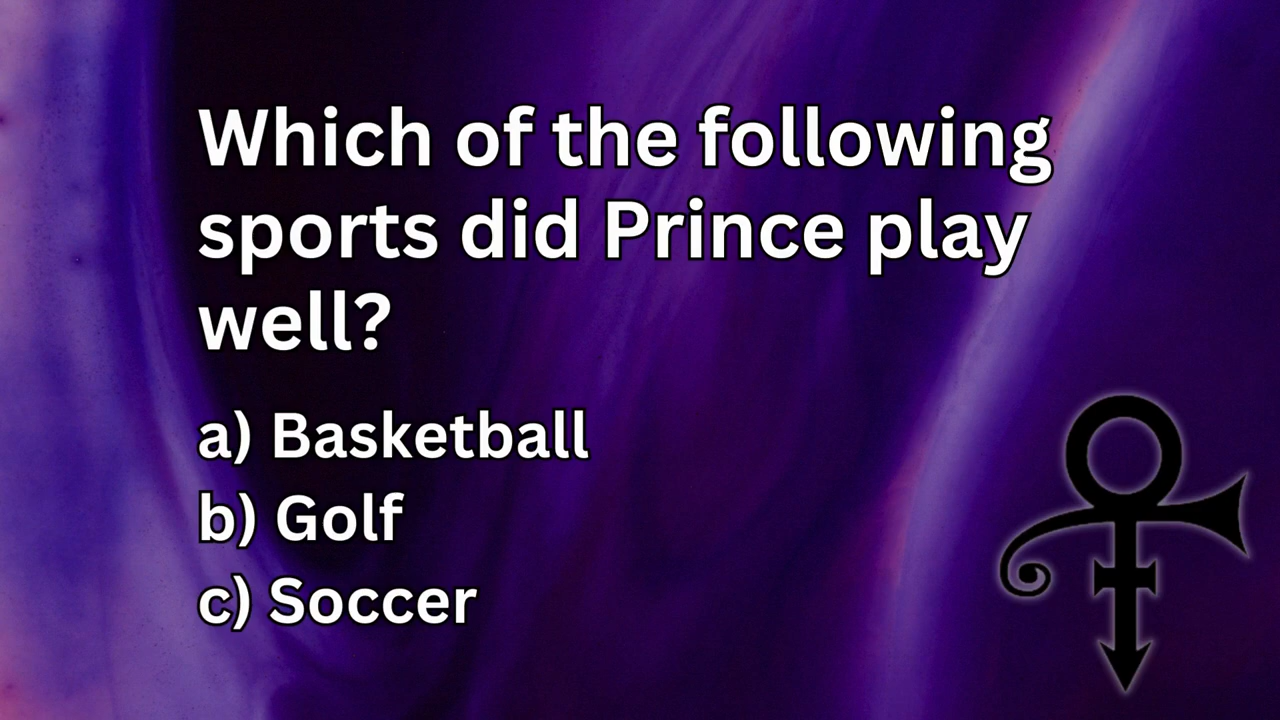 Which of the following
sports did Prince play
well?
a) Basketball
b) Golf
c) Soccer